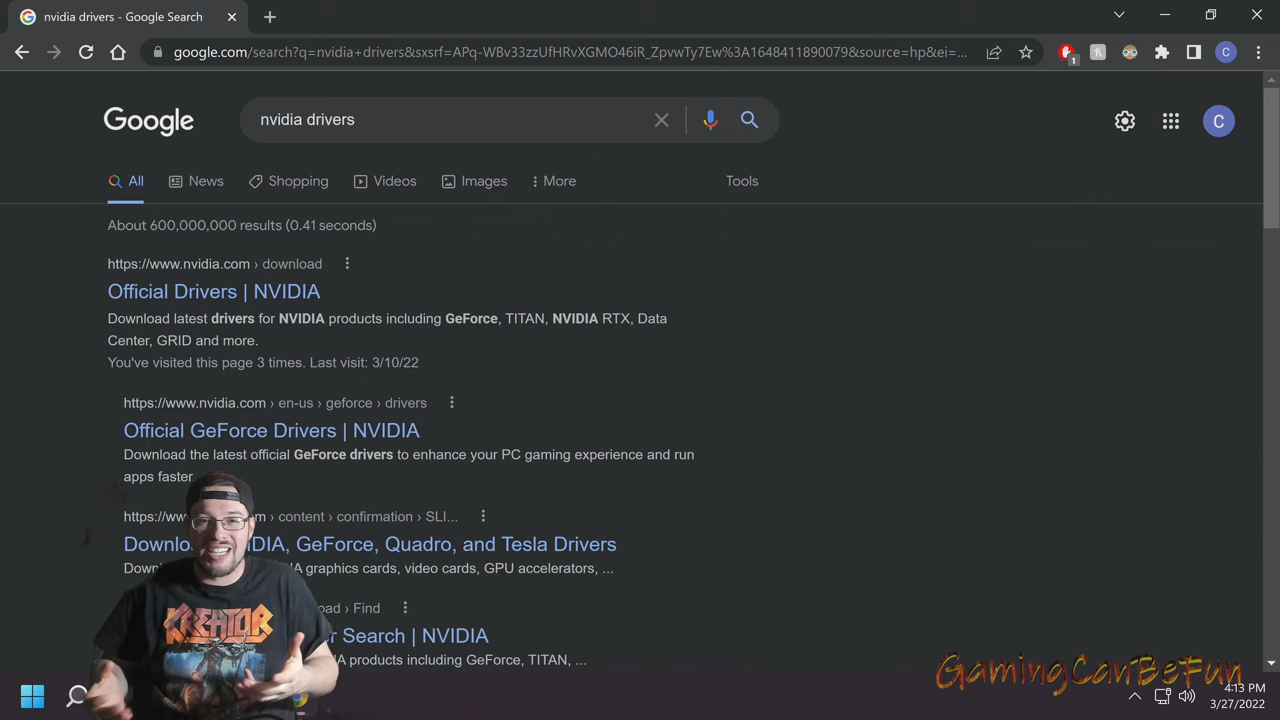 nvidia drivers - Google Search
google.com/search?q=nvidia+drivers&sxsrf=APq-WBv33zzUfHRvXGMO46iR_ZpvwTy7Ew%3A1648411890079&source=hp&ei=...
1
C
Google
nvidia drivers
C
All
News
Shopping
Videos
Images
More
Tools
About 600,000,000 results (0.41 seconds)
https://www.nvidia.com › download
Official Drivers | NVIDIA
Download latest drivers for NVIDIA products including GeForce, TITAN, NVIDIA RTX, Data
Center, GRID and more.
You've visited this page 3 times. Last visit: 3/10/22
https://www.nvidia.com › en-us › geforce › drivers
Official GeForce Drivers | NVIDIA
Download the latest official GeForce drivers to enhance your PC gaming experience and run
apps faster.
› content › confirmation › SLI...
GeForce, Quadro, and Tesla Drivers
graphics cards, video cards, GPU accelerators, ...
› Find
Search | NVIDIA
products including GeForce, TITAN, ...
KREATOR
GamingCanBeFun
4:13 PM
3/27/2022